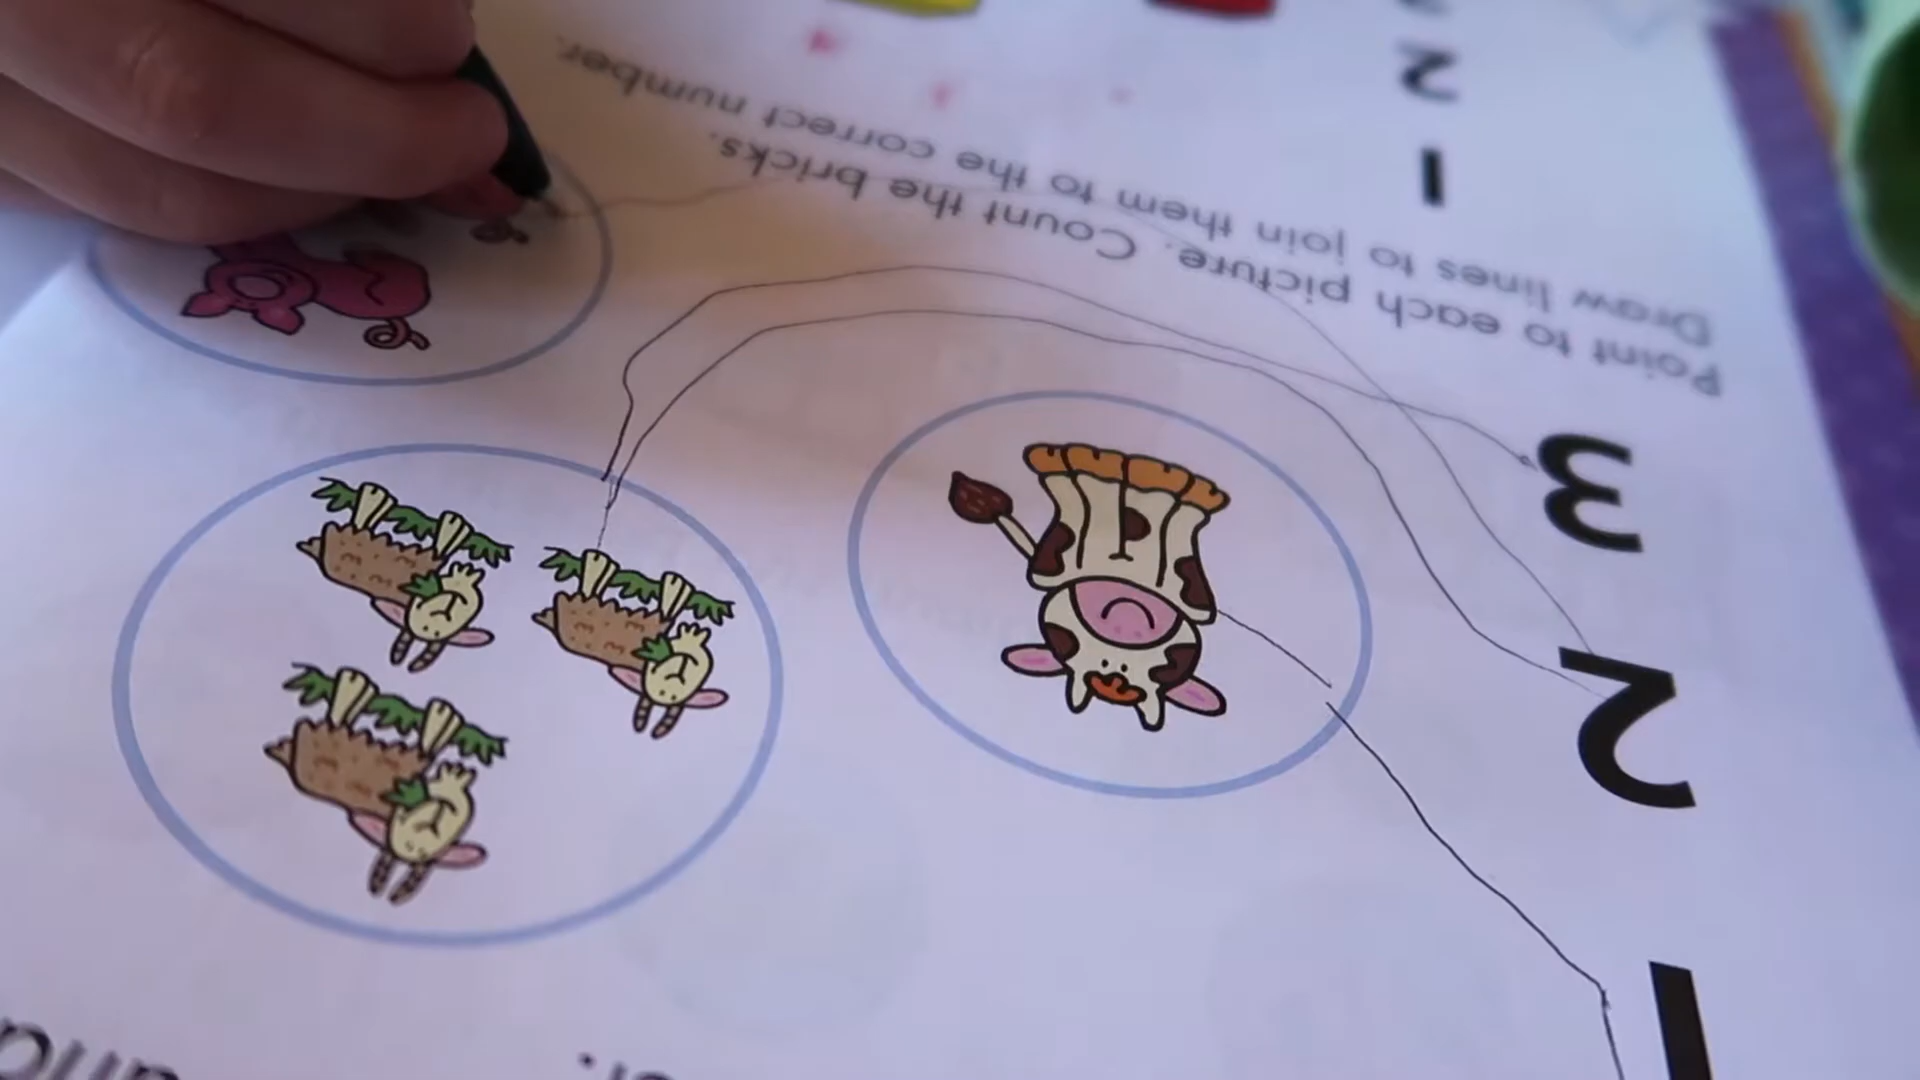 1
2
3
Point to each picture. Count the bricks.
Draw lines to join them to the correct number.
1
2